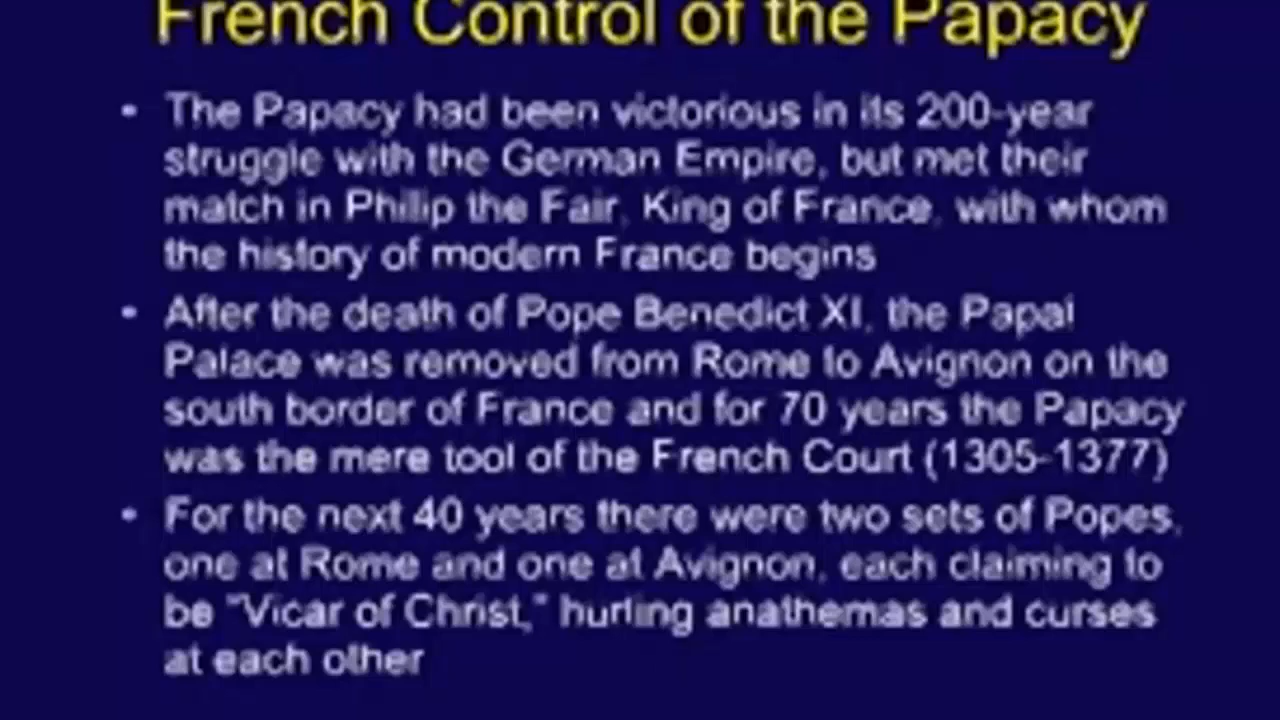 French Control of the Papacy
• The Papacy had been victorious in its 200-year
struggle with the German Empire, but met their
match in Philip the Fair, King of France, with whom
the history of modern France begins
• After the death of Pope Benedict XI, the Papal
Palace was removed from Rome to Avignon on the
south border of France and for 70 years the Papacy
was the mere tool of the French Court (1305-1377)
• For the next 40 years there were two sets of Popes,
one at Rome and one at Avignon, each claiming to
be "Vicar of Christ," hurling anathemas and curses
at each other